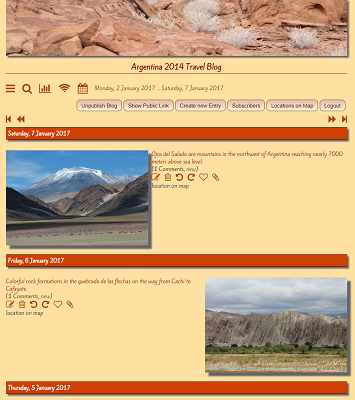 Argentina 2014 Travel Blog
Monday, 2 January 2017 .. Saturday, 7 January 2017
Unpublish Blog Show Public Link Create new Entry Subscribers Locations on Map Logout
Saturday, 7 January 2017
Ojos del Salado are mountains in the northwest of Argentina reaching nearly 7000
meters above sea level.
(1 Comments, new)
location on map
Friday, 6 January 2017
Colorful rock formations in the quebrada de las flechas on the way from Cachi to
Cafayate.
(1 Comments, new)
location on map
Thursday, 5 January 2017